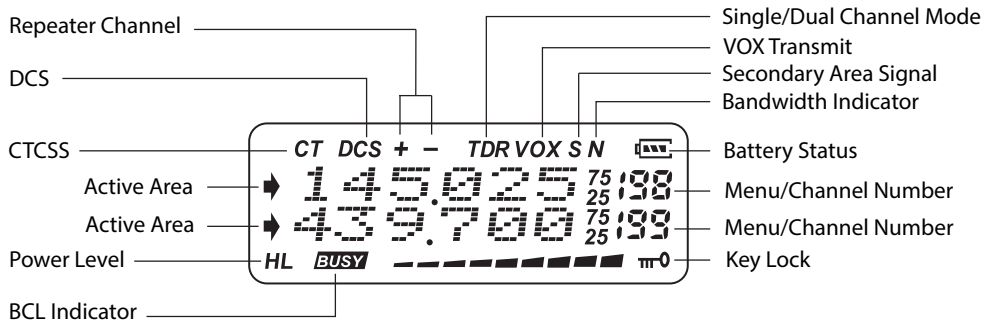 Repeater Channel
DCS
CTCSS
Active Area
Active Area
Power Level
BCL Indicator
CT DCS + − TDR VOX S N
145.025 75 25 198
439.700 75 25 199
HL BUSY
Single/Dual Channel Mode
VOX Transmit
Secondary Area Signal
Bandwidth Indicator
Battery Status
Menu/Channel Number
Menu/Channel Number
Key Lock